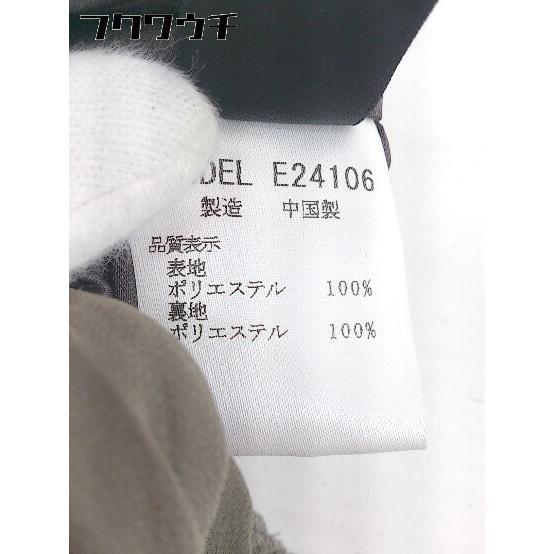 フクワウチ
DEL E24106
製造 中国製
品質表示
表地
ポリエステル 100%
裏地
ポリエステル 100%